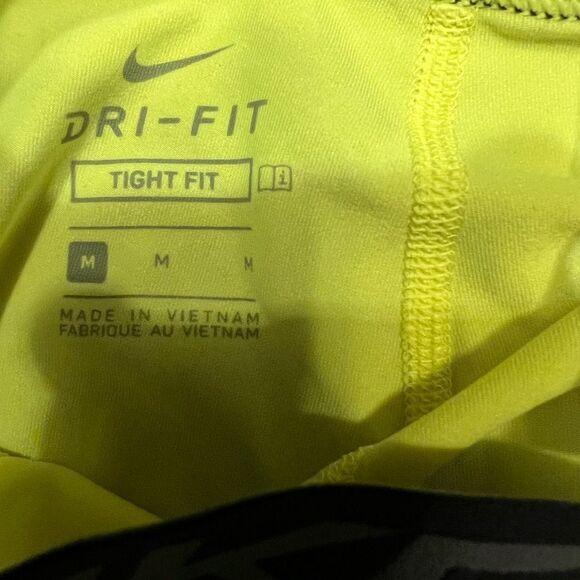 DRI-FIT
TIGHT FIT i
M M M
MADE IN VIETNAM
FABRIQUE AU VIETNAM